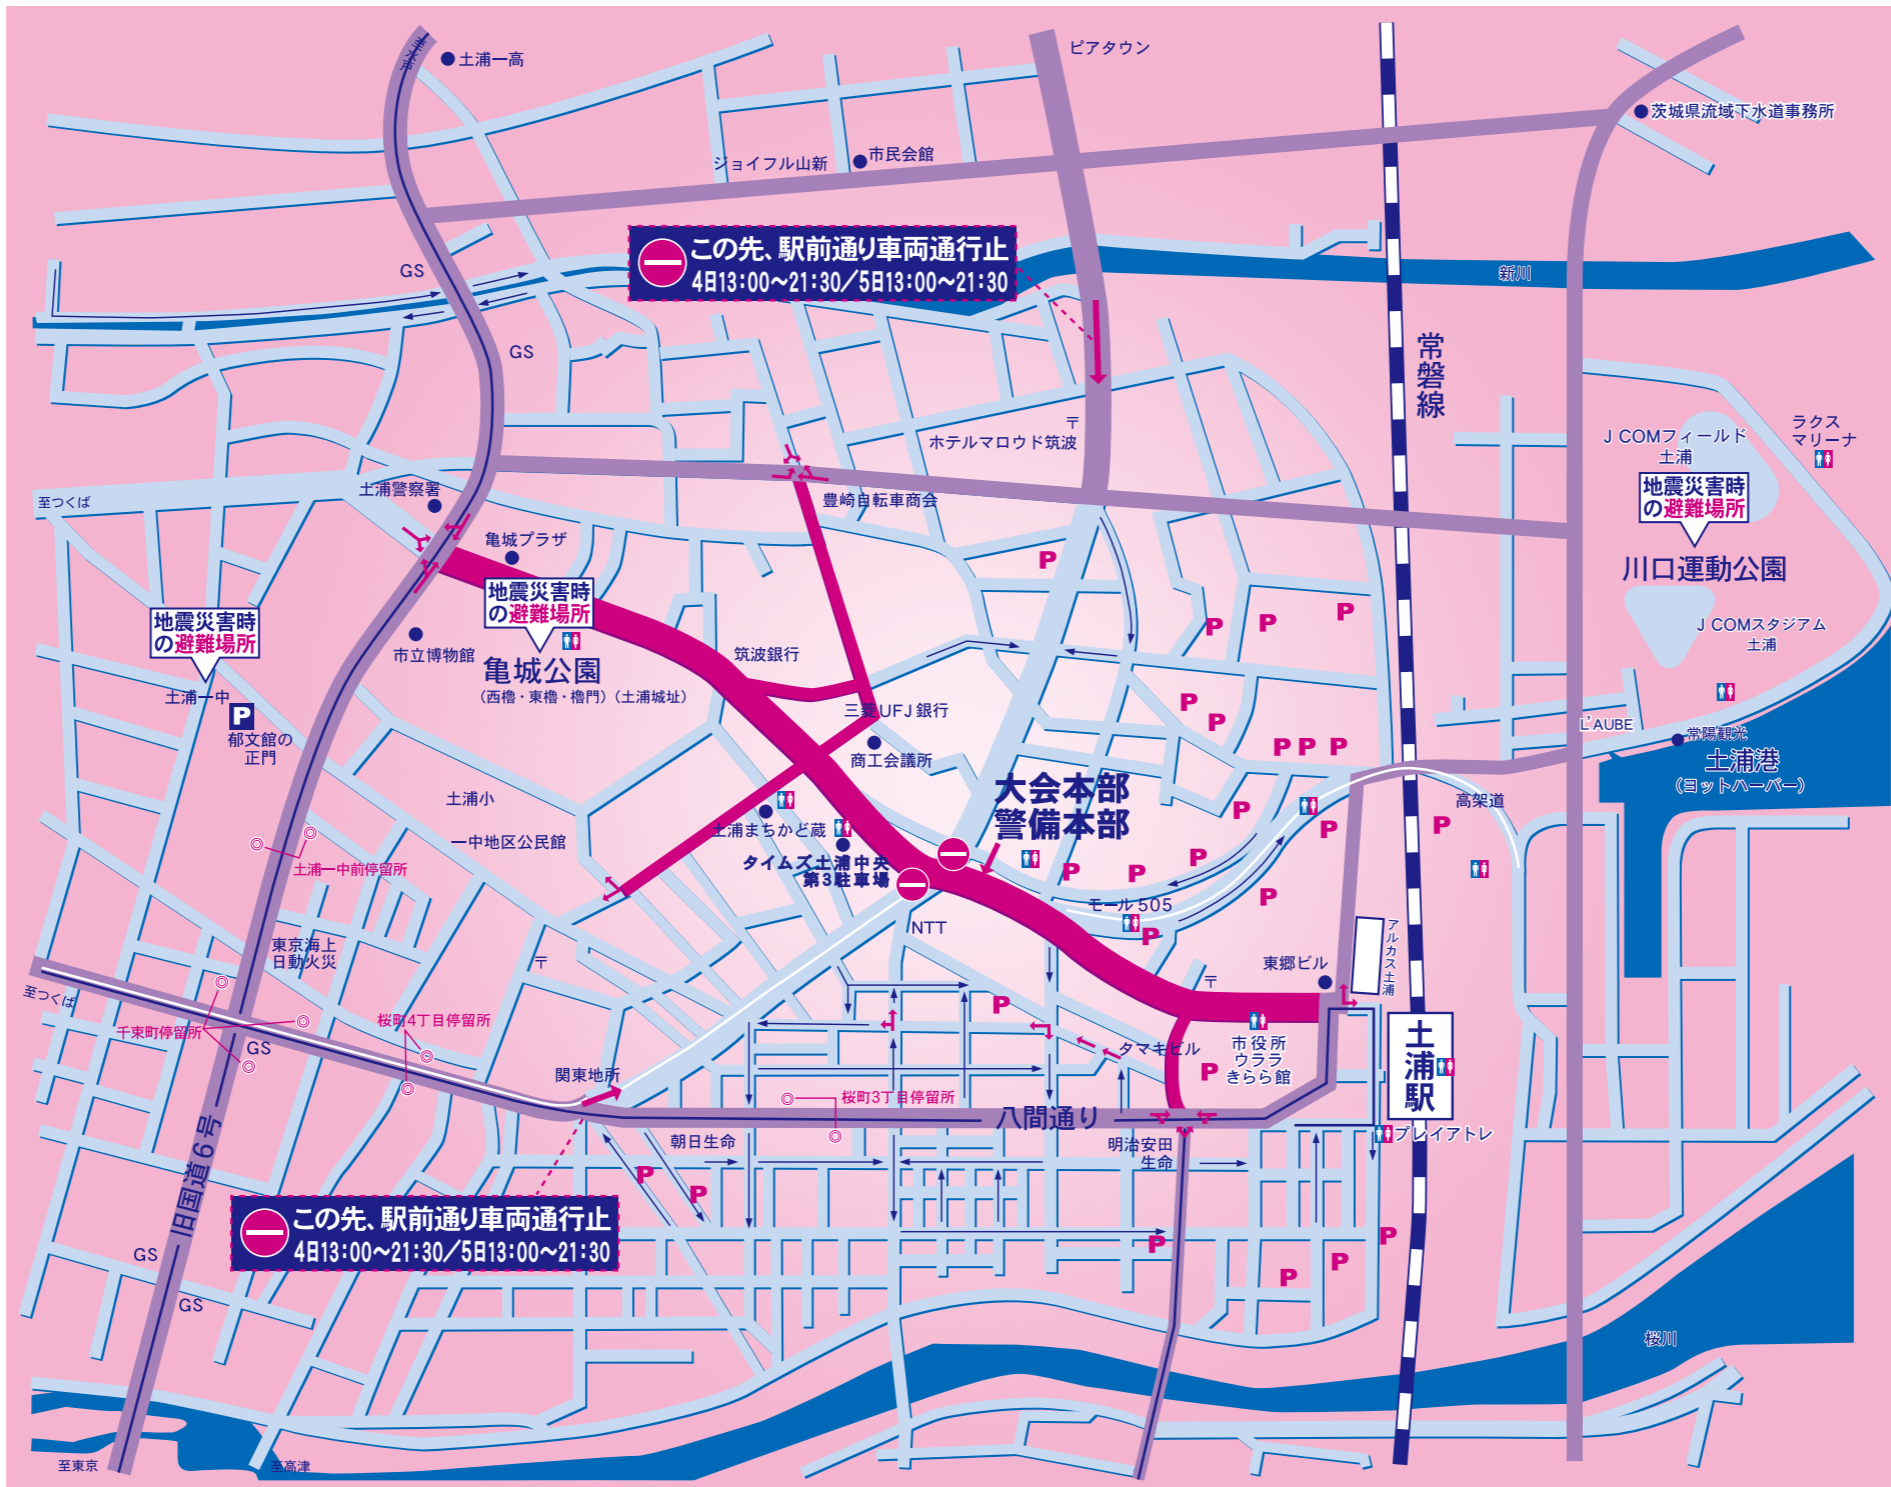 至水戸
土浦一高
ピアタウン
茨城県流域下水道事務所
ジョイフル山新
市民会館
この先、駅前通り車両通行止
4日13:00〜21:30／5日13:00〜21:30
GS
新川
GS
常磐線
〒
ホテルマロウド筑波
J COMフィールド
土浦
ラクス
マリーナ
地震災害時
の避難場所
川口運動公園
J COMスタジアム
土浦
至つくば
土浦警察署
豊崎自転車商会
亀城プラザ
地震災害時
の避難場所
亀城公園
（西櫓・東櫓・櫓門）（土浦城址）
市立博物館
地震災害時
の避難場所
土浦一中
P
郁文館の
正門
筑波銀行
三菱UFJ銀行
商工会議所
P
P
P
P
P
P
P
P
P
L'AUBE
常陽観光
土浦港
（ヨットハーバー）
高架道
大会本部
警備本部
土浦小
一中地区公民館
土浦まちかど蔵
タイムズ土浦中央
第3駐車場
P
P
P
P
P
P
P
P
モール505
NTT
土浦一中前停留所
東京海上
日動火災
〒
〒
東郷ビル
アルカス土浦
至つくば
千束町停留所
GS
桜町4丁目停留所
関東地所
P
タマキビル
P
市役所
ウララ
きらら館
土浦駅
桜町3丁目停留所
八間通り
朝日生命
明治安田
生命
プレイアトレ
旧国道6号
P
P
P
P
P
P
この先、駅前通り車両通行止
4日13:00〜21:30／5日13:00〜21:30
GS
GS
桜川
至東京
至高津